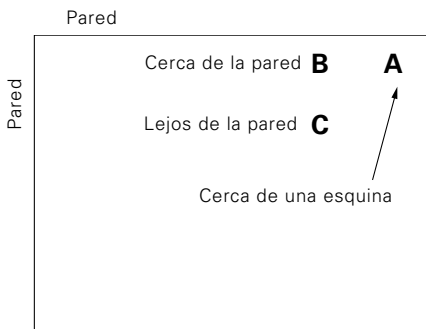 Pared
Pared
Cerca de la pared B A
Lejos de la pared C
Cerca de una esquina